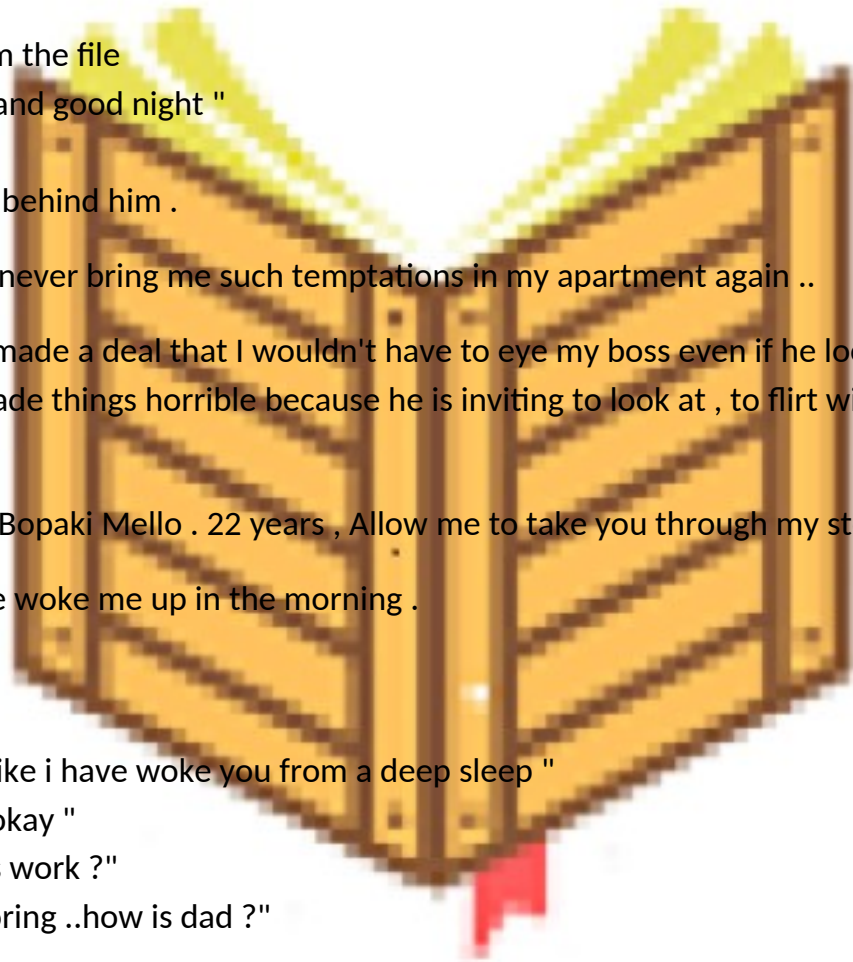 m the file
and good night "
behind him .
never bring me such temptations in my apartment again ..
made a deal that I wouldn't have to eye my boss even if he lo
ade things horrible because he is inviting to look at , to flirt wi
Bopaki Mello . 22 years , Allow me to take you through my st
e woke me up in the morning .
ike i have woke you from a deep sleep "
okay "
s work ?"
oring ..how is dad ?"